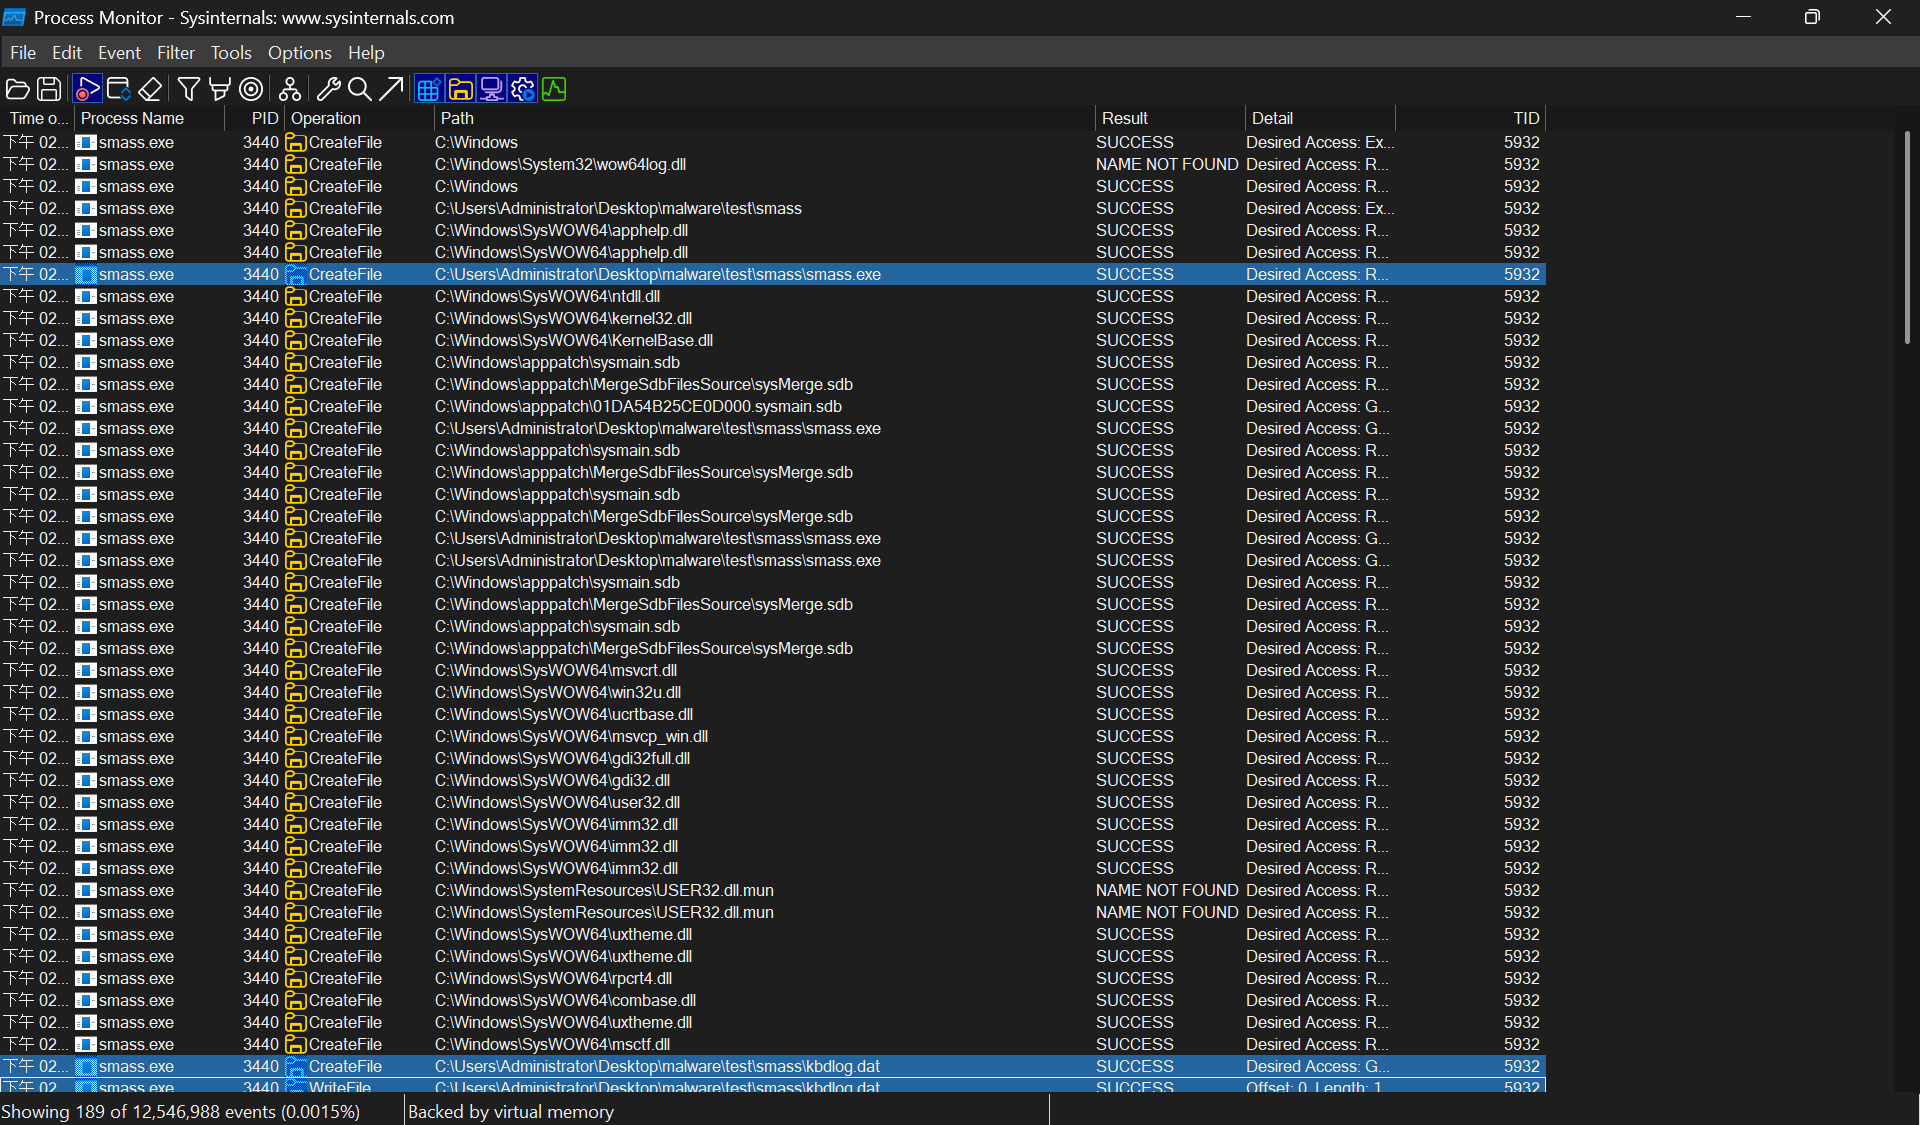 Process Monitor - Sysinternals: www.sysinternals.com
File Edit Event Filter Tools Options Help
Time o... Process Name PID Operation Path Result Detail TID
下午 02... smass.exe 3440 CreateFile C:\Windows SUCCESS Desired Access: Ex... 5932
下午 02... smass.exe 3440 CreateFile C:\Windows\System32\wow64log.dll NAME NOT FOUND Desired Access: R... 5932
下午 02... smass.exe 3440 CreateFile C:\Windows SUCCESS Desired Access: R... 5932
下午 02... smass.exe 3440 CreateFile C:\Users\Administrator\Desktop\malware\test\smass SUCCESS Desired Access: Ex... 5932
下午 02... smass.exe 3440 CreateFile C:\Windows\SysWOW64\apphelp.dll SUCCESS Desired Access: R... 5932
下午 02... smass.exe 3440 CreateFile C:\Windows\SysWOW64\apphelp.dll SUCCESS Desired Access: R... 5932
下午 02... smass.exe 3440 CreateFile C:\Users\Administrator\Desktop\malware\test\smass\smass.exe SUCCESS Desired Access: R... 5932
下午 02... smass.exe 3440 CreateFile C:\Windows\SysWOW64\ntdll.dll SUCCESS Desired Access: R... 5932
下午 02... smass.exe 3440 CreateFile C:\Windows\SysWOW64\kernel32.dll SUCCESS Desired Access: R... 5932
下午 02... smass.exe 3440 CreateFile C:\Windows\SysWOW64\KernelBase.dll SUCCESS Desired Access: R... 5932
下午 02... smass.exe 3440 CreateFile C:\Windows\apppatch\sysmain.sdb SUCCESS Desired Access: R... 5932
下午 02... smass.exe 3440 CreateFile C:\Windows\apppatch\MergeSdbFilesSource\sysMerge.sdb SUCCESS Desired Access: R... 5932
下午 02... smass.exe 3440 CreateFile C:\Windows\apppatch\01DA54B25CE0D000.sysmain.sdb SUCCESS Desired Access: G... 5932
下午 02... smass.exe 3440 CreateFile C:\Users\Administrator\Desktop\malware\test\smass\smass.exe SUCCESS Desired Access: G... 5932
下午 02... smass.exe 3440 CreateFile C:\Windows\apppatch\sysmain.sdb SUCCESS Desired Access: R... 5932
下午 02... smass.exe 3440 CreateFile C:\Windows\apppatch\MergeSdbFilesSource\sysMerge.sdb SUCCESS Desired Access: R... 5932
下午 02... smass.exe 3440 CreateFile C:\Windows\apppatch\sysmain.sdb SUCCESS Desired Access: R... 5932
下午 02... smass.exe 3440 CreateFile C:\Windows\apppatch\MergeSdbFilesSource\sysMerge.sdb SUCCESS Desired Access: R... 5932
下午 02... smass.exe 3440 CreateFile C:\Users\Administrator\Desktop\malware\test\smass\smass.exe SUCCESS Desired Access: G... 5932
下午 02... smass.exe 3440 CreateFile C:\Users\Administrator\Desktop\malware\test\smass\smass.exe SUCCESS Desired Access: G... 5932
下午 02... smass.exe 3440 CreateFile C:\Windows\apppatch\sysmain.sdb SUCCESS Desired Access: R... 5932
下午 02... smass.exe 3440 CreateFile C:\Windows\apppatch\MergeSdbFilesSource\sysMerge.sdb SUCCESS Desired Access: R... 5932
下午 02... smass.exe 3440 CreateFile C:\Windows\apppatch\sysmain.sdb SUCCESS Desired Access: R... 5932
下午 02... smass.exe 3440 CreateFile C:\Windows\apppatch\MergeSdbFilesSource\sysMerge.sdb SUCCESS Desired Access: R... 5932
下午 02... smass.exe 3440 CreateFile C:\Windows\SysWOW64\msvcrt.dll SUCCESS Desired Access: R... 5932
下午 02... smass.exe 3440 CreateFile C:\Windows\SysWOW64\win32u.dll SUCCESS Desired Access: R... 5932
下午 02... smass.exe 3440 CreateFile C:\Windows\SysWOW64\ucrtbase.dll SUCCESS Desired Access: R... 5932
下午 02... smass.exe 3440 CreateFile C:\Windows\SysWOW64\msvcp_win.dll SUCCESS Desired Access: R... 5932
下午 02... smass.exe 3440 CreateFile C:\Windows\SysWOW64\gdi32full.dll SUCCESS Desired Access: R... 5932
下午 02... smass.exe 3440 CreateFile C:\Windows\SysWOW64\gdi32.dll SUCCESS Desired Access: R... 5932
下午 02... smass.exe 3440 CreateFile C:\Windows\SysWOW64\user32.dll SUCCESS Desired Access: R... 5932
下午 02... smass.exe 3440 CreateFile C:\Windows\SysWOW64\imm32.dll SUCCESS Desired Access: R... 5932
下午 02... smass.exe 3440 CreateFile C:\Windows\SysWOW64\imm32.dll SUCCESS Desired Access: R... 5932
下午 02... smass.exe 3440 CreateFile C:\Windows\SysWOW64\imm32.dll SUCCESS Desired Access: R... 5932
下午 02... smass.exe 3440 CreateFile C:\Windows\SystemResources\USER32.dll.mun NAME NOT FOUND Desired Access: R... 5932
下午 02... smass.exe 3440 CreateFile C:\Windows\SystemResources\USER32.dll.mun NAME NOT FOUND Desired Access: R... 5932
下午 02... smass.exe 3440 CreateFile C:\Windows\SysWOW64\uxtheme.dll SUCCESS Desired Access: R... 5932
下午 02... smass.exe 3440 CreateFile C:\Windows\SysWOW64\uxtheme.dll SUCCESS Desired Access: R... 5932
下午 02... smass.exe 3440 CreateFile C:\Windows\SysWOW64\rpcrt4.dll SUCCESS Desired Access: R... 5932
下午 02... smass.exe 3440 CreateFile C:\Windows\SysWOW64\combase.dll SUCCESS Desired Access: R... 5932
下午 02... smass.exe 3440 CreateFile C:\Windows\SysWOW64\uxtheme.dll SUCCESS Desired Access: R... 5932
下午 02... smass.exe 3440 CreateFile C:\Windows\SysWOW64\msctf.dll SUCCESS Desired Access: R... 5932
下午 02... smass.exe 3440 CreateFile C:\Users\Administrator\Desktop\malware\test\smass\kbdlog.dat SUCCESS Desired Access: G... 5932
下午 02... smass.exe 3440 WriteFile C:\Users\Administrator\Desktop\malware\test\smass\kbdlog.dat SUCCESS Offset: 0, Length: 1... 5932
Showing 189 of 12,546,988 events (0.0015%) Backed by virtual memory